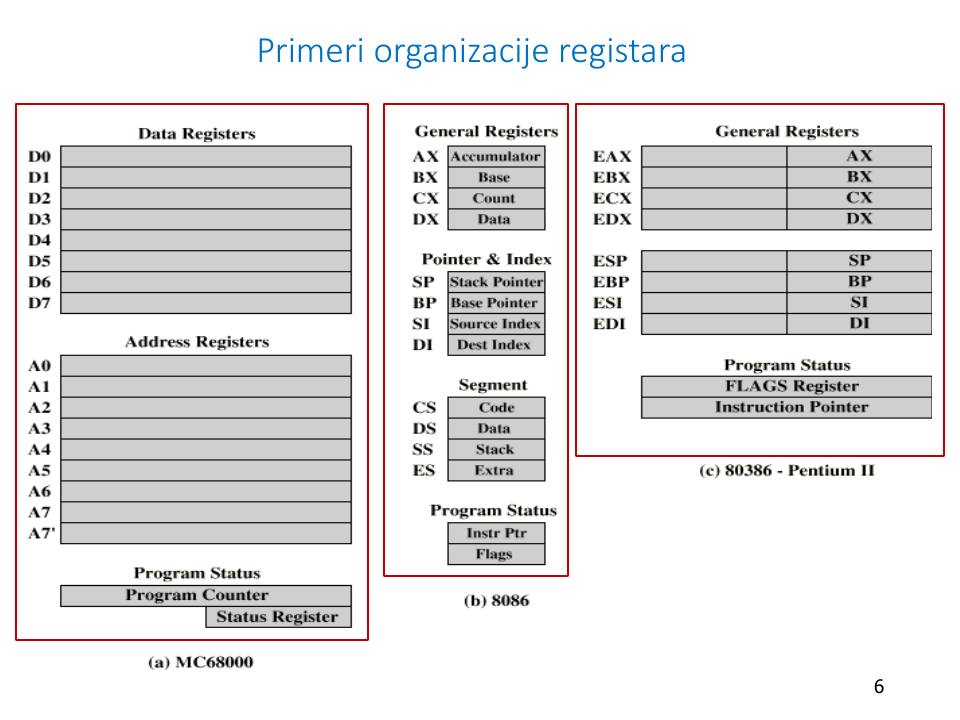 Primeri organizacije registara
Data Registers
D0
D1
D2
D3
D4
D5
D6
D7
Address Registers
A0
A1
A2
A3
A4
A5
A6
A7
A7'
Program Status
Program Counter
Status Register
(a) MC68000
General Registers
AX Accumulator
BX Base
CX Count
DX Data
Pointer & Index
SP Stack Pointer
BP Base Pointer
SI Source Index
DI Dest Index
Segment
CS Code
DS Data
SS Stack
ES Extra
Program Status
Instr Ptr
Flags
(b) 8086
General Registers
EAX AX
EBX BX
ECX CX
EDX DX
ESP SP
EBP BP
ESI SI
EDI DI
Program Status
FLAGS Register
Instruction Pointer
(c) 80386 - Pentium II
6